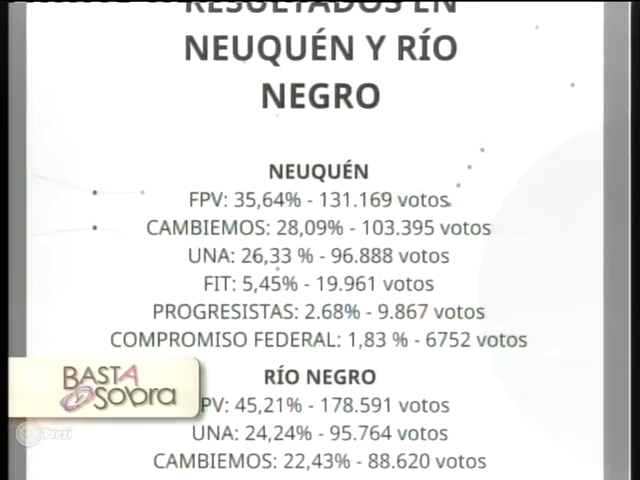 RESULTADOS EN
NEUQUÉN Y RÍO
NEGRO
NEUQUÉN
FPV: 35,64% - 131.169 votos
CAMBIEMOS: 28,09% - 103.395 votos
UNA: 26,33 % - 96.888 votos
FIT: 5,45% - 19.961 votos
PROGRESISTAS: 2.68% - 9.867 votos
COMPROMISO FEDERAL: 1,83 % - 6752 votos
RÍO NEGRO
PV: 45,21% - 178.591 votos
UNA: 24,24% - 95.764 votos
CAMBIEMOS: 22,43% - 88.620 votos
BASTA
y Sobra
Prezi